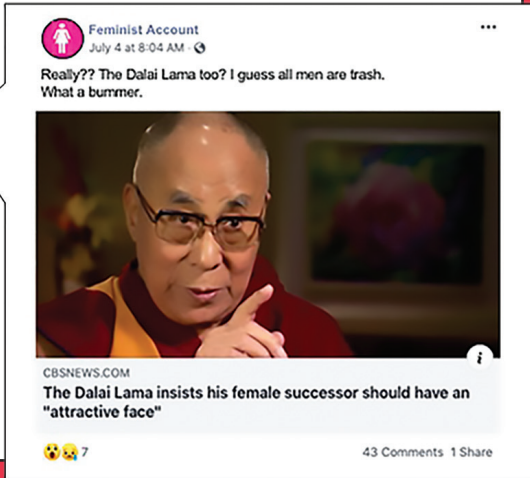 Feminist Account
July 4 at 8:04 AM ·
Really?? The Dalai Lama too? I guess all men are trash.
What a bummer.
i
CBSNEWS.COM
The Dalai Lama insists his female successor should have an
"attractive face"
7
43 Comments 1 Share